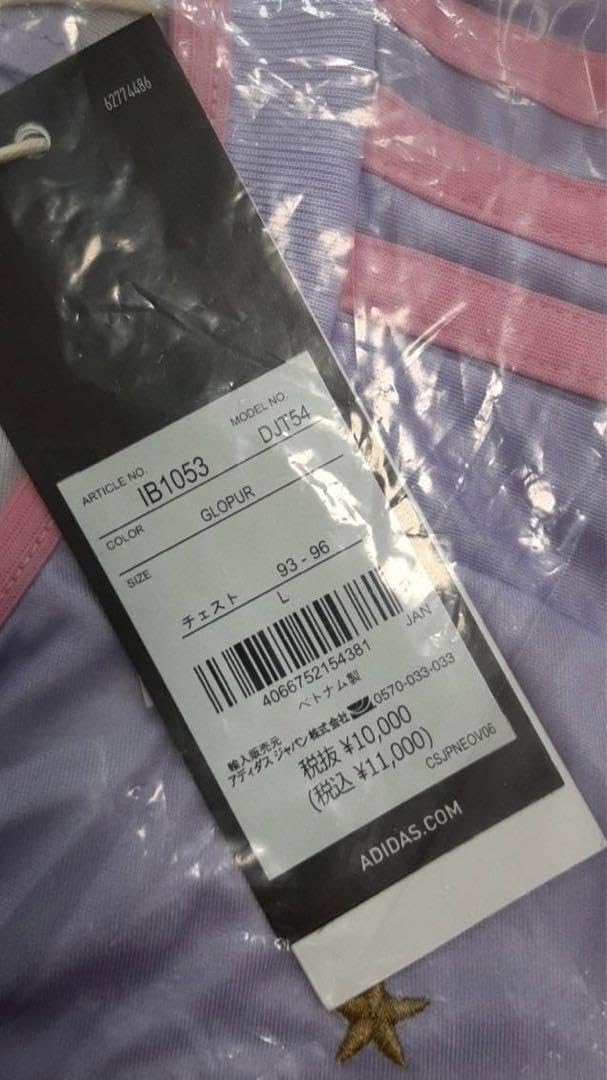 62774486
ARTICLE NO. MODEL NO.
IB1053 DJT54
COLOR GLOPUR
SIZE
チェスト 93 - 96
L
4066752154381 JAN
ベトナム製
輸入販売元
アディダス ジャパン株式会社 0570-033-033
税抜 ¥10,000
(税込 ¥11,000) CSJPNEOV06
ADIDAS.COM